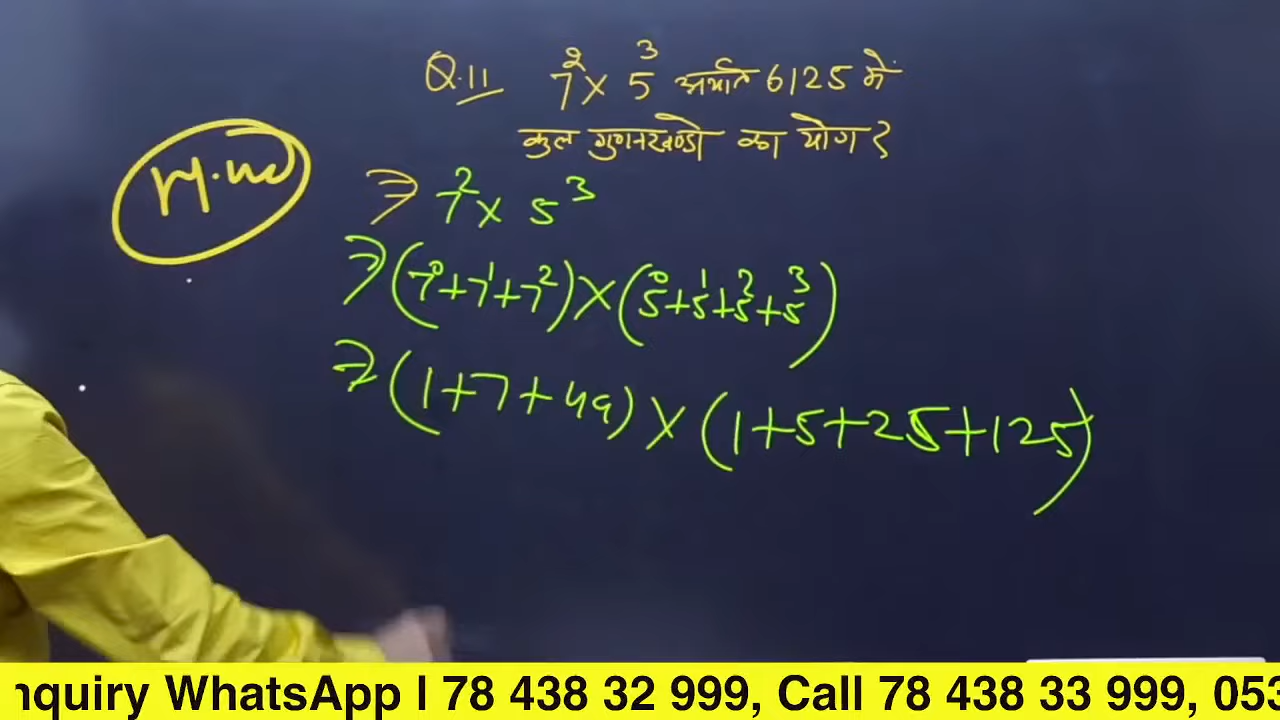 Q.11 7² × 5³ अर्थात 6125 में
कुल गुणनखण्डो का योग ?
⇒ 7² × 5³
⇒ (7⁰+7¹+7²) × (5⁰+5¹+5²+5³)
⇒ (1+7+49) × (1+5+25+125)
nquiry WhatsApp I 78 438 32 999, Call 78 438 33 999, 053